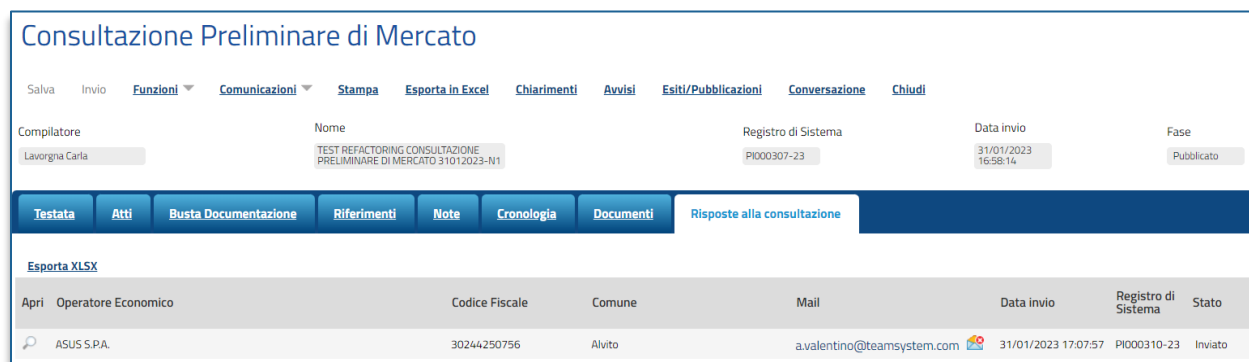 Consultazione Preliminare di Mercato
Salva Invio Funzioni Comunicazioni Stampa Esporta in Excel Chiarimenti Avvisi Esiti/Pubblicazioni Conversazione Chiudi
Compilatore Nome Registro di Sistema Data invio Fase
Lavorgna Carla TEST REFACTORING CONSULTAZIONE PRELIMINARE DI MERCATO 31012023-N1 PI000307-23 31/01/2023 16:58:14 Pubblicato
Testata Atti Busta Documentazione Riferimenti Note Cronologia Documenti Risposte alla consultazione
Esporta XLSX
Apri Operatore Economico Codice Fiscale Comune Mail Data invio Registro di Sistema Stato
ASUS S.P.A. 30244250756 Alvito a.valentino@teamsystem.com 31/01/2023 17:07:57 PI000310-23 Inviato